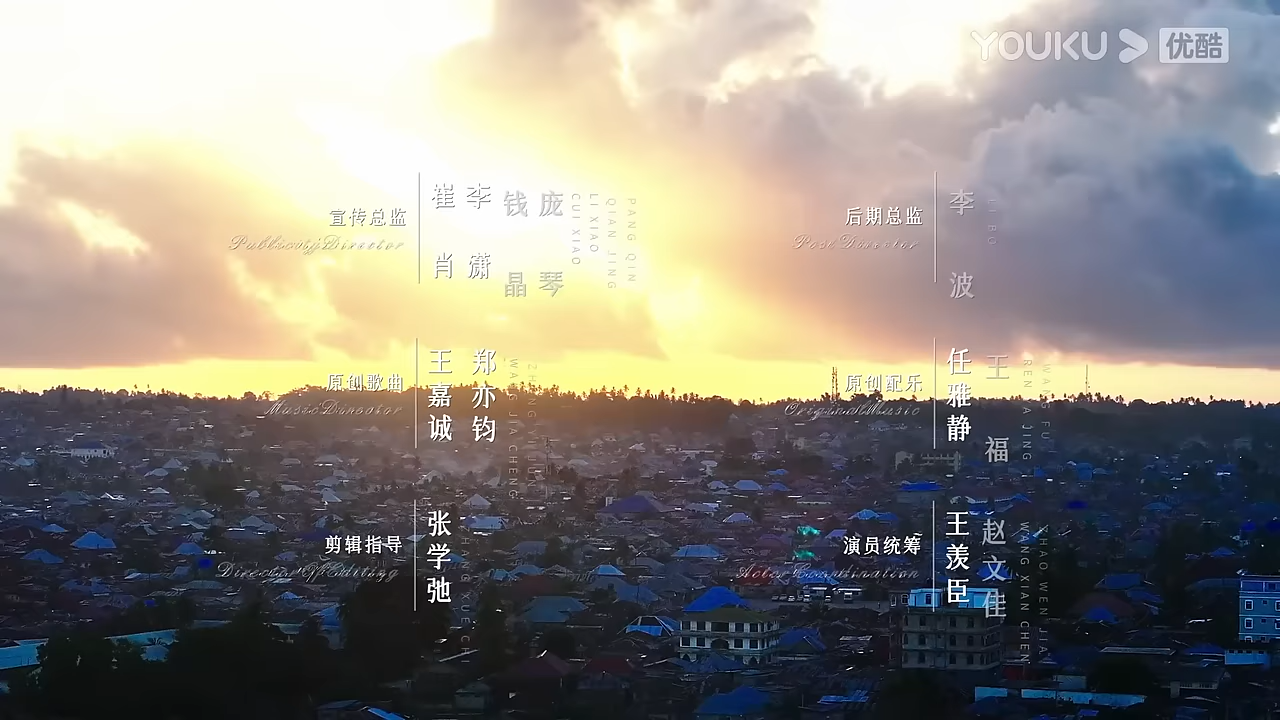 YOUKU 优酷
宣传总监
Publicity Director
崔肖
李潇
钱晶
庞琴
CUI XIAO
LI XIAO
QIAN JING
PANG QIN
后期总监
Post Director
李波
LI BO
原创歌曲
Music Director
王嘉诚
郑亦钧
WANG JIA CHENG
原创配乐
Original Music
任雅静
王福
REN YA JING
WANG FU
剪辑指导
Director Of Editing
张学弛
演员统筹
Actor Coordination
王羡臣
赵文佳
WANG XIAN CHEN
ZHAO WEN JIA